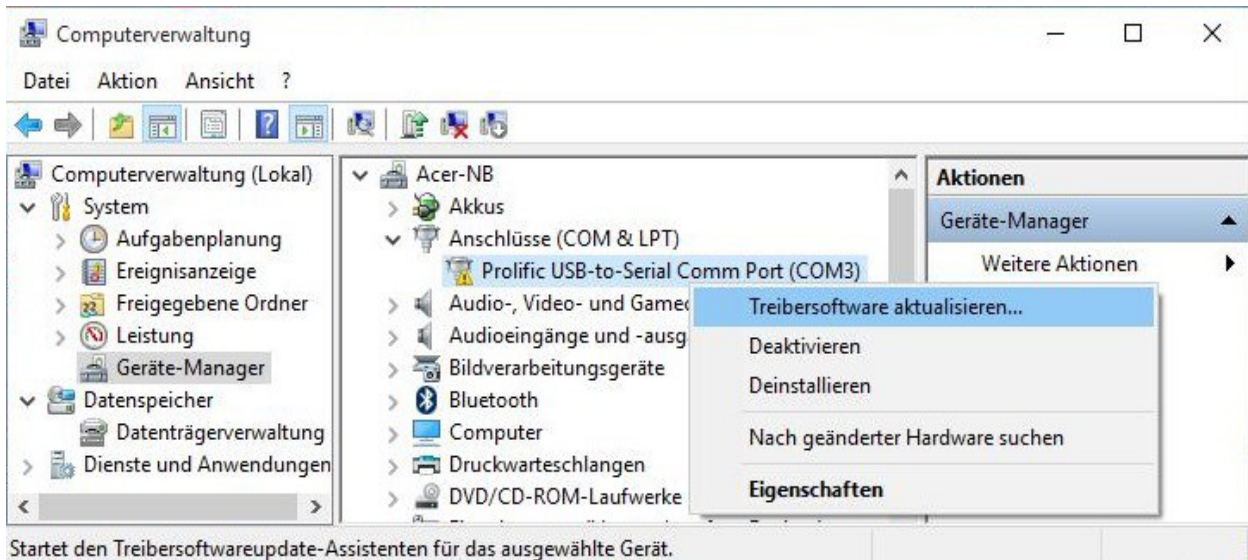 Computerverwaltung
Datei Aktion Ansicht ?
Computerverwaltung (Lokal)
System
Aufgabenplanung
Ereignisanzeige
Freigegebene Ordner
Leistung
Geräte-Manager
Datenspeicher
Datenträgerverwaltung
Dienste und Anwendungen
Acer-NB
Akkus
Anschlüsse (COM & LPT)
Prolific USB-to-Serial Comm Port (COM3)
Audio-, Video- und
Audioeingänge und
Bildverarbeitungsgeräte
Bluetooth
Computer
Druckwarteschlangen
DVD/CD-ROM-Laufwerke
Treibersoftware aktualisieren...
Deaktivieren
Deinstallieren
Nach geänderter Hardware suchen
Eigenschaften
Aktionen
Geräte-Manager
Weitere Aktionen
Startet den Treibersoftwareupdate-Assistenten für das ausgewählte Gerät.